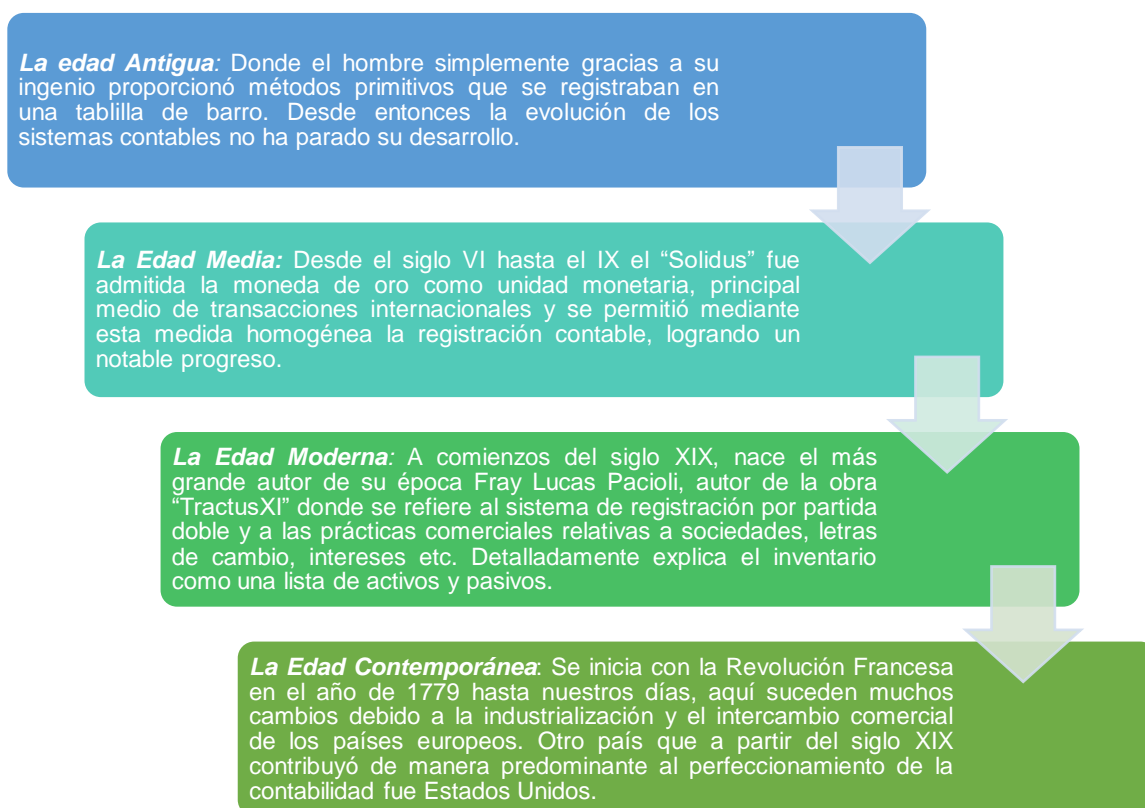 La edad Antigua: Donde el hombre simplemente gracias a su
ingenio proporcionó métodos primitivos que se registraban en
una tablilla de barro. Desde entonces la evolución de los
sistemas contables no ha parado su desarrollo.
La Edad Media: Desde el siglo VI hasta el IX el “Solidus” fue
admitida la moneda de oro como unidad monetaria, principal
medio de transacciones internacionales y se permitió mediante
esta medida homogénea la registración contable, logrando un
notable progreso.
La Edad Moderna: A comienzos del siglo XIX, nace el más
grande autor de su época Fray Lucas Pacioli, autor de la obra
“TractusXI” donde se refiere al sistema de registración por partida
doble y a las prácticas comerciales relativas a sociedades, letras
de cambio, intereses etc. Detalladamente explica el inventario
como una lista de activos y pasivos.
La Edad Contemporánea: Se inicia con la Revolución Francesa
en el año de 1779 hasta nuestros días, aquí suceden muchos
cambios debido a la industrialización y el intercambio comercial
de los países europeos. Otro país que a partir del siglo XIX
contribuyó de manera predominante al perfeccionamiento de la
contabilidad fue Estados Unidos.